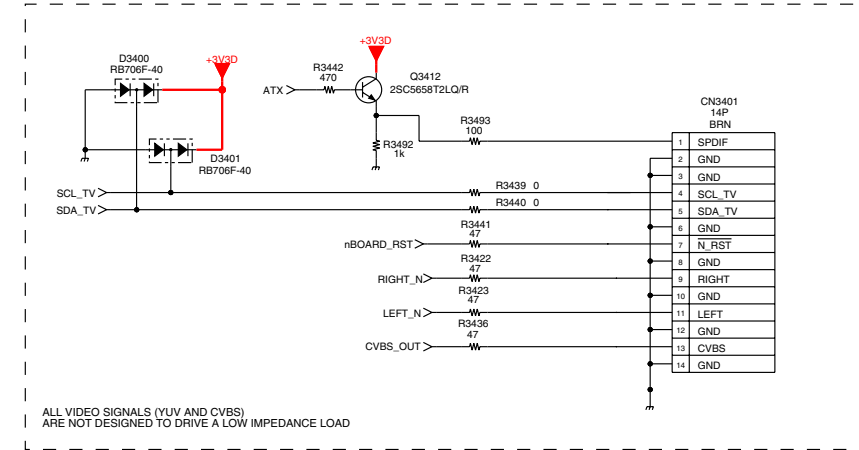 D3400
RB706F-40
+3V3D
D3401
RB706F-40
+3V3D
R3442
470
ATX
Q3412
2SC5658T2LQ/R
R3492
1k
R3493
100
CN3401
14P
BRN
1 SPDIF
2 GND
3 GND
4 SCL_TV
5 SDA_TV
6 GND
7 N_RST
8 GND
9 RIGHT
10 GND
11 LEFT
12 GND
13 CVBS
14 GND
SCL_TV
R3439 0
SDA_TV
R3440 0
R3441
47
nBOARD_RST
R3422
47
RIGHT_N
R3423
47
LEFT_N
R3436
47
CVBS_OUT
ALL VIDEO SIGNALS (YUV AND CVBS)
ARE NOT DESIGNED TO DRIVE A LOW IMPEDANCE LOAD